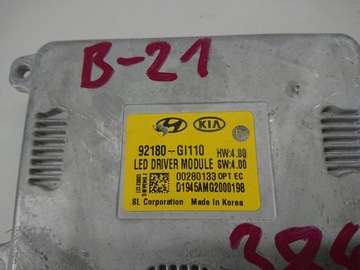 B-21
KIA
92180-GI110 HW:4.00
LED DRIVER MODULE SW:4.00
00280133 OPT EC
D1945AMG2000198
SL Corporation Made in Korea